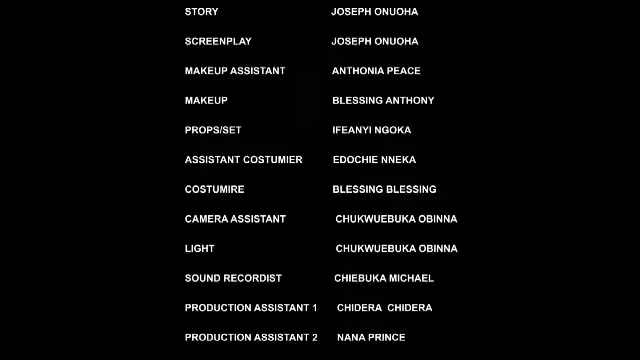 STORY JOSEPH ONUOHA
SCREENPLAY JOSEPH ONUOHA
MAKEUP ASSISTANT ANTHONIA PEACE
MAKEUP BLESSING ANTHONY
PROPS/SET IFEANYI NGOKA
ASSISTANT COSTUMIER EDOCHIE NNEKA
COSTUMIRE BLESSING BLESSING
CAMERA ASSISTANT CHUKWUEBUKA OBINNA
LIGHT CHUKWUEBUKA OBINNA
SOUND RECORDIST CHIEBUKA MICHAEL
PRODUCTION ASSISTANT 1 CHIDERA CHIDERA
PRODUCTION ASSISTANT 2 NANA PRINCE